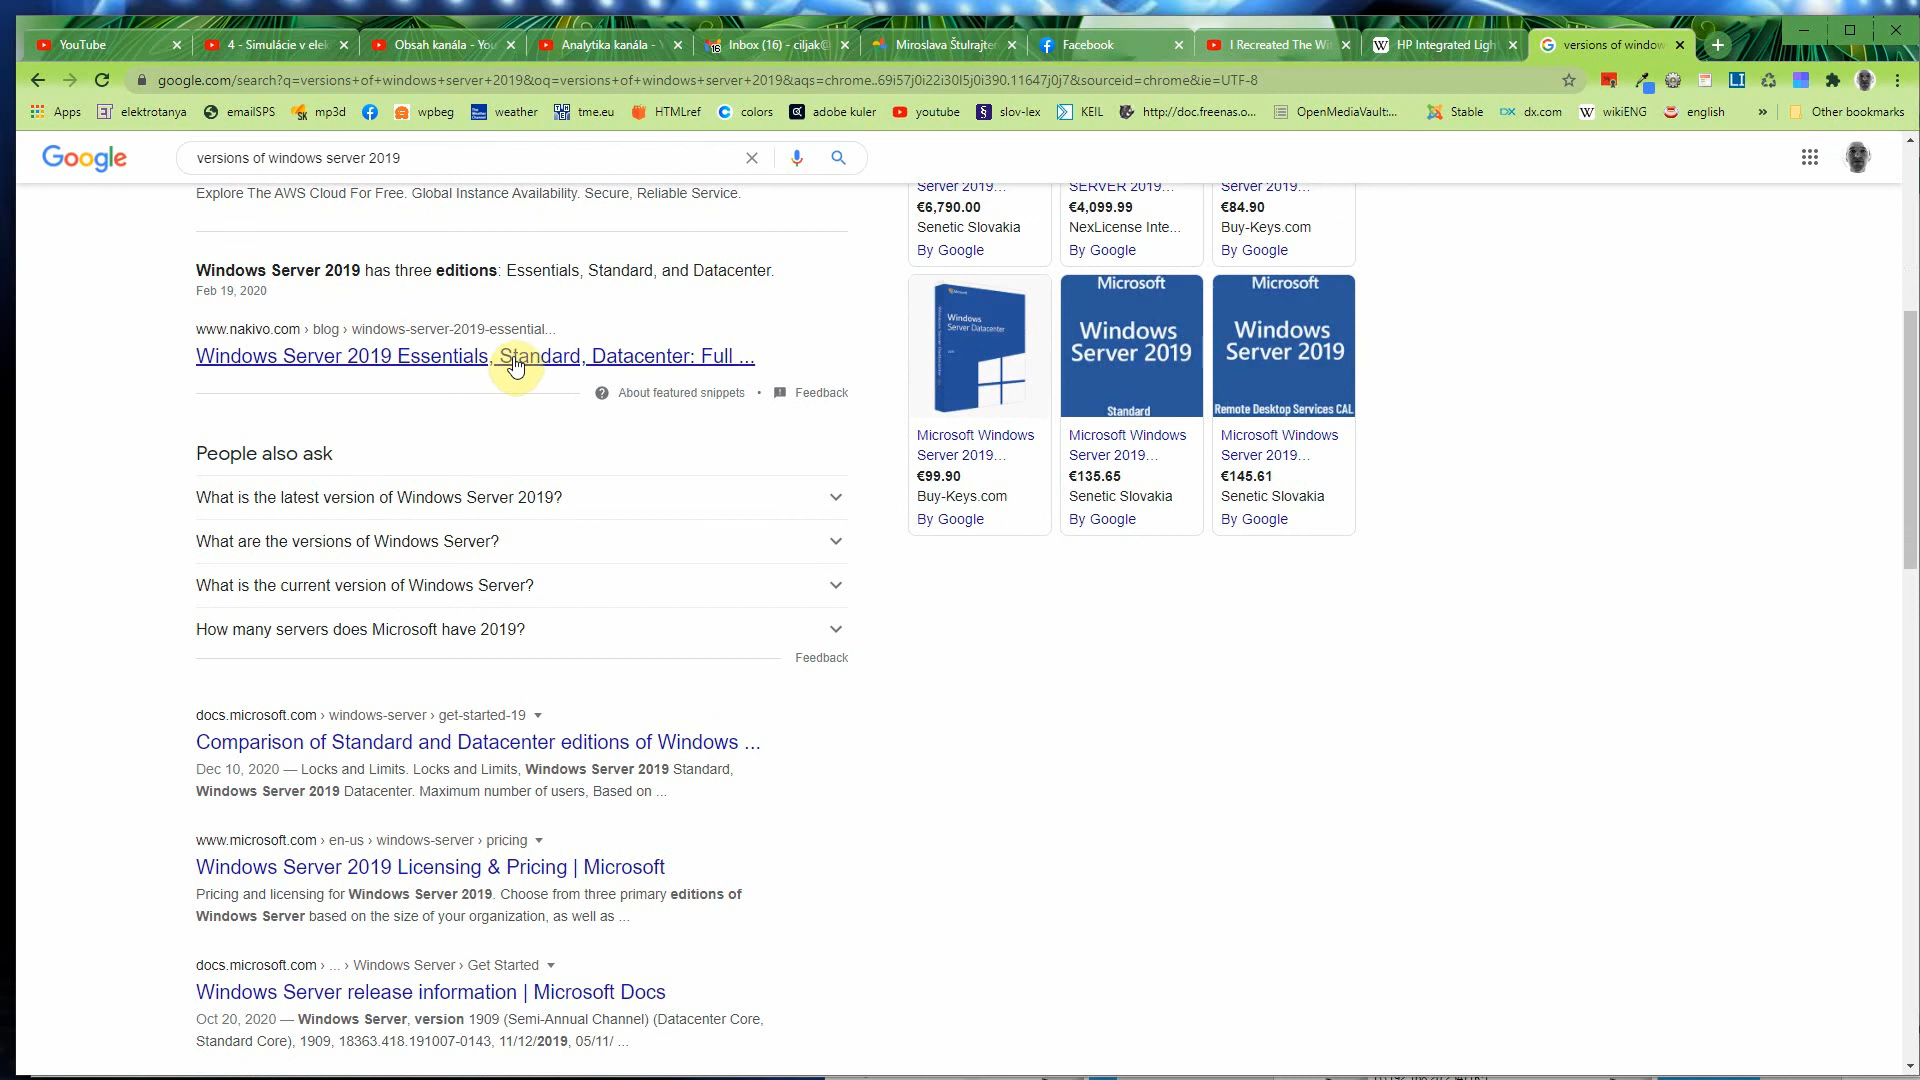 YouTube
4 - Simulácie v elek
Obsah kanála - You
Analytika kanála - Y
Inbox (16) - ciljak@
Miroslava Štulrajte
Facebook
I Recreated The Wi
HP Integrated Ligh
versions of window
google.com/search?q=versions+of+windows+server+2019&oq=versions+of+windows+server+2019&aqs=chrome..69i57j0i22i30l5j0i390.11647j0j7&sourceid=chrome&ie=UTF-8
Apps
elektrotanya
emailSPS
mp3d
wpbeg
weather
tme.eu
HTMLref
colors
adobe kuler
youtube
slov-lex
KEIL
http://doc.freenas.o...
OpenMediaVault:...
Stable
dx.com
wikiENG
english
»
Other bookmarks
Google
versions of windows server 2019
Explore The AWS Cloud For Free. Global Instance Availability. Secure, Reliable Service.
Windows Server 2019 has three editions: Essentials, Standard, and Datacenter.
Feb 19, 2020
www.nakivo.com › blog › windows-server-2019-essential...
Windows Server 2019 Essentials, Standard, Datacenter: Full ...
About featured snippets • Feedback
People also ask
What is the latest version of Windows Server 2019?
What are the versions of Windows Server?
What is the current version of Windows Server?
How many servers does Microsoft have 2019?
Feedback
docs.microsoft.com › windows-server › get-started-19
Comparison of Standard and Datacenter editions of Windows ...
Dec 10, 2020 — Locks and Limits. Locks and Limits, Windows Server 2019 Standard,
Windows Server 2019 Datacenter. Maximum number of users, Based on ...
www.microsoft.com › en-us › windows-server › pricing
Windows Server 2019 Licensing & Pricing | Microsoft
Pricing and licensing for Windows Server 2019. Choose from three primary editions of
Windows Server based on the size of your organization, as well as ...
docs.microsoft.com › ... › Windows Server › Get Started
Windows Server release information | Microsoft Docs
Oct 20, 2020 — Windows Server, version 1909 (Semi-Annual Channel) (Datacenter Core,
Standard Core), 1909, 18363.418.191007-0143, 11/12/2019, 05/11/ ...
Server 2019...
€6,790.00
Senetic Slovakia
By Google
SERVER 2019...
€4,099.99
NexLicense Inte...
By Google
Server 2019...
€84.90
Buy-Keys.com
By Google
Windows
Server Datacenter
Microsoft Windows
Server 2019...
€99.90
Buy-Keys.com
By Google
Microsoft
Windows
Server 2019
Standard
Microsoft Windows
Server 2019...
€135.65
Senetic Slovakia
By Google
Microsoft
Windows
Server 2019
Remote Desktop Services CAL
Microsoft Windows
Server 2019...
€145.61
Senetic Slovakia
By Google